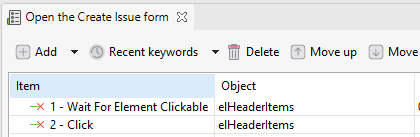 Open the Create Issue form
Add Recent keywords Delete Move up Move
Item Object
1 - Wait For Element Clickable elHeaderItems
2 - Click elHeaderItems